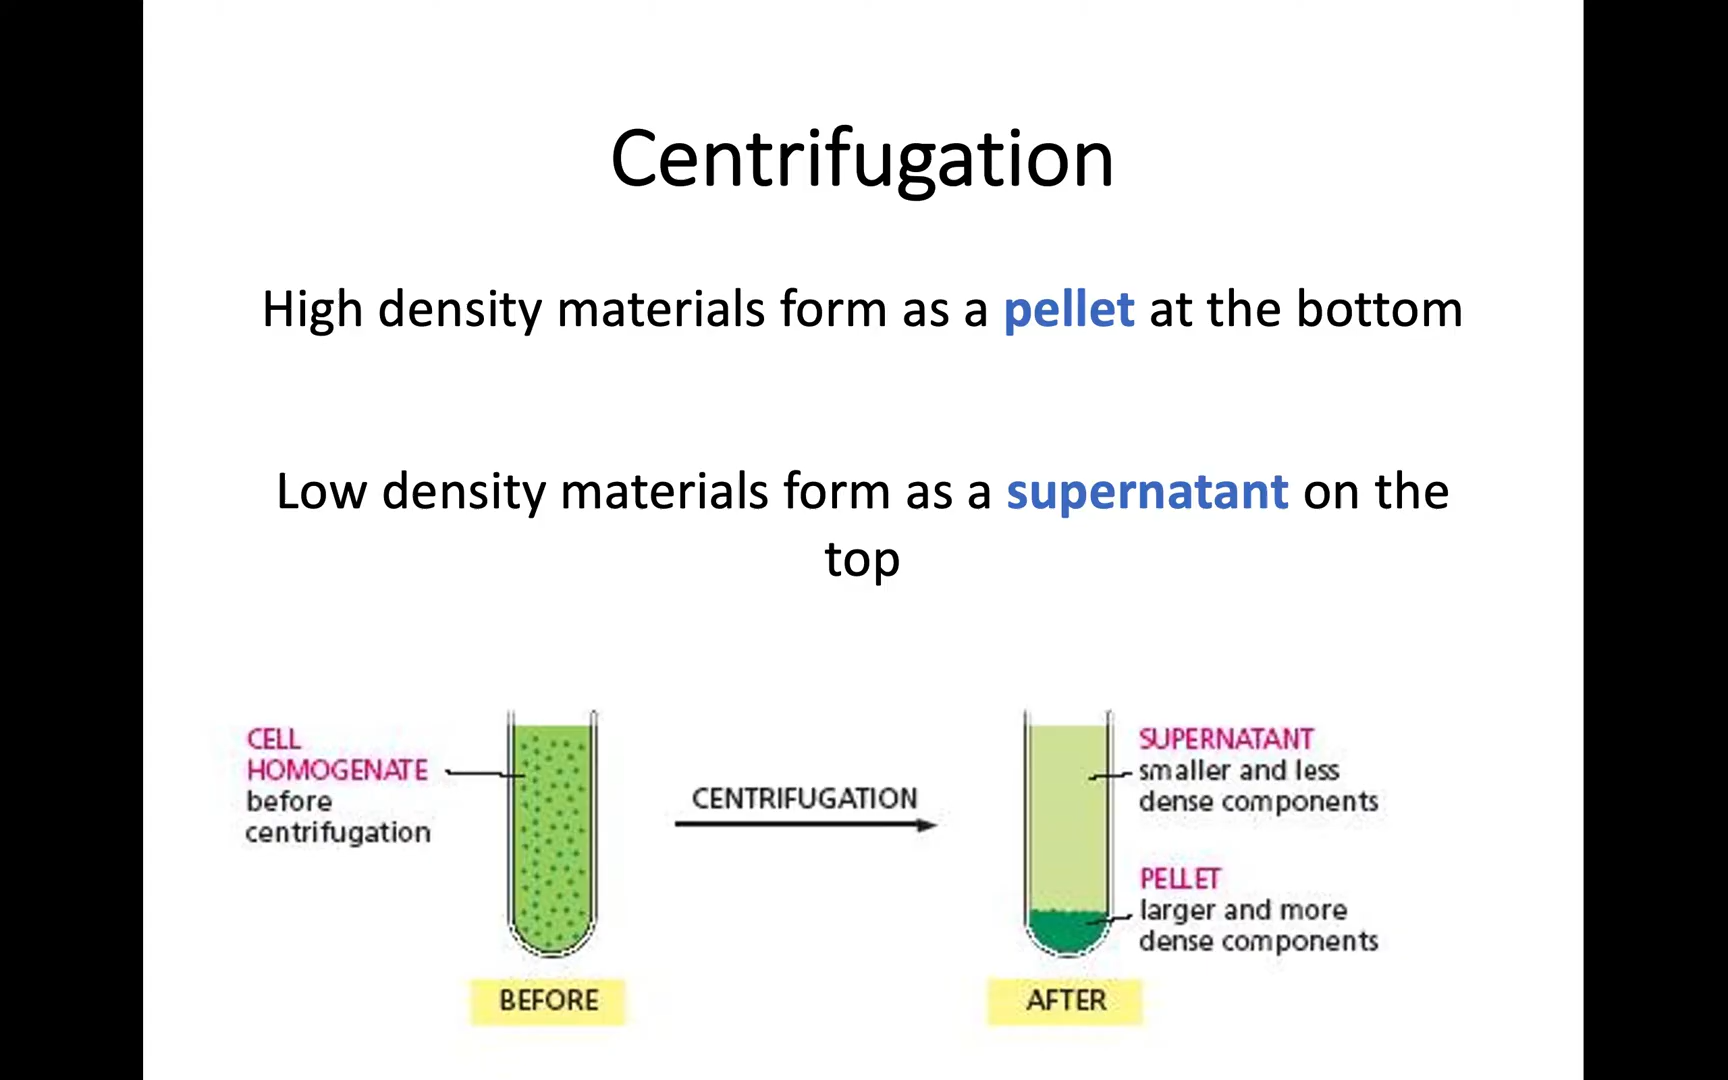 Centrifugation
High density materials form as a pellet at the bottom
Low density materials form as a supernatant on the
top
CELL
HOMOGENATE
before
centrifugation
CENTRIFUGATION
SUPERNATANT
smaller and less
dense components
PELLET
larger and more
dense components
BEFORE
AFTER